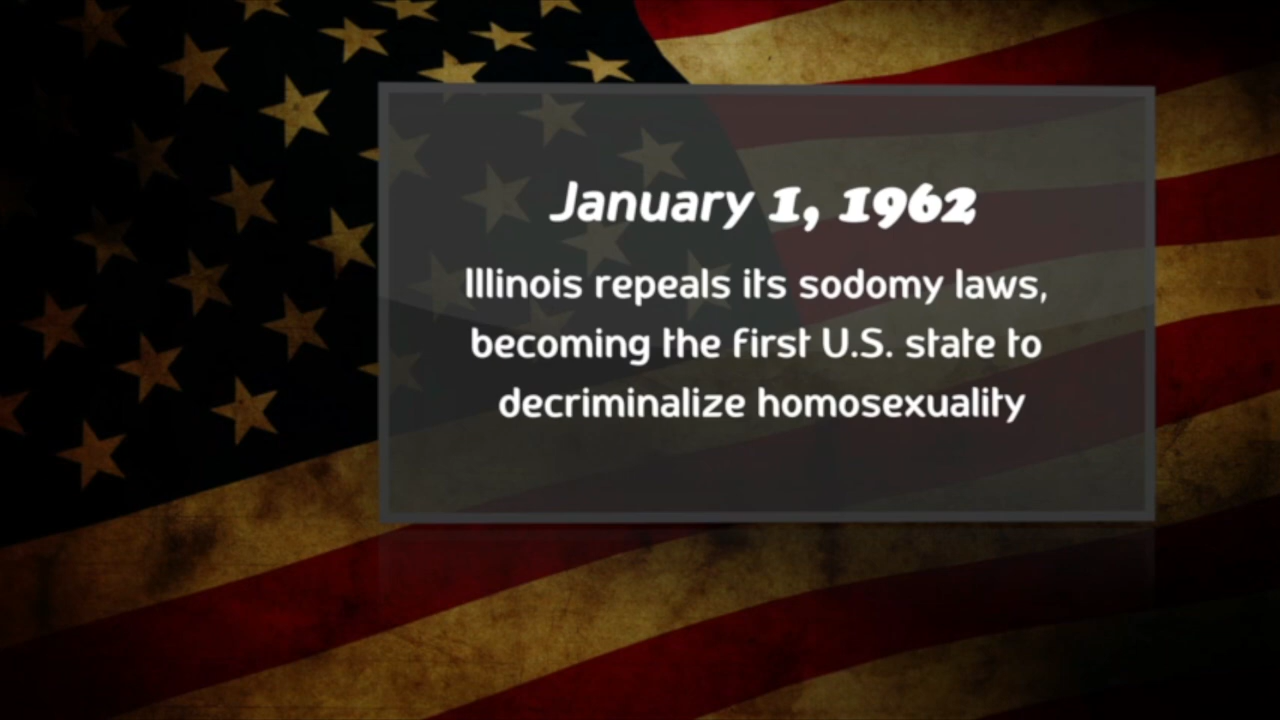 January 1, 1962
Illinois repeals its sodomy laws,
becoming the first U.S. state to
decriminalize homosexuality